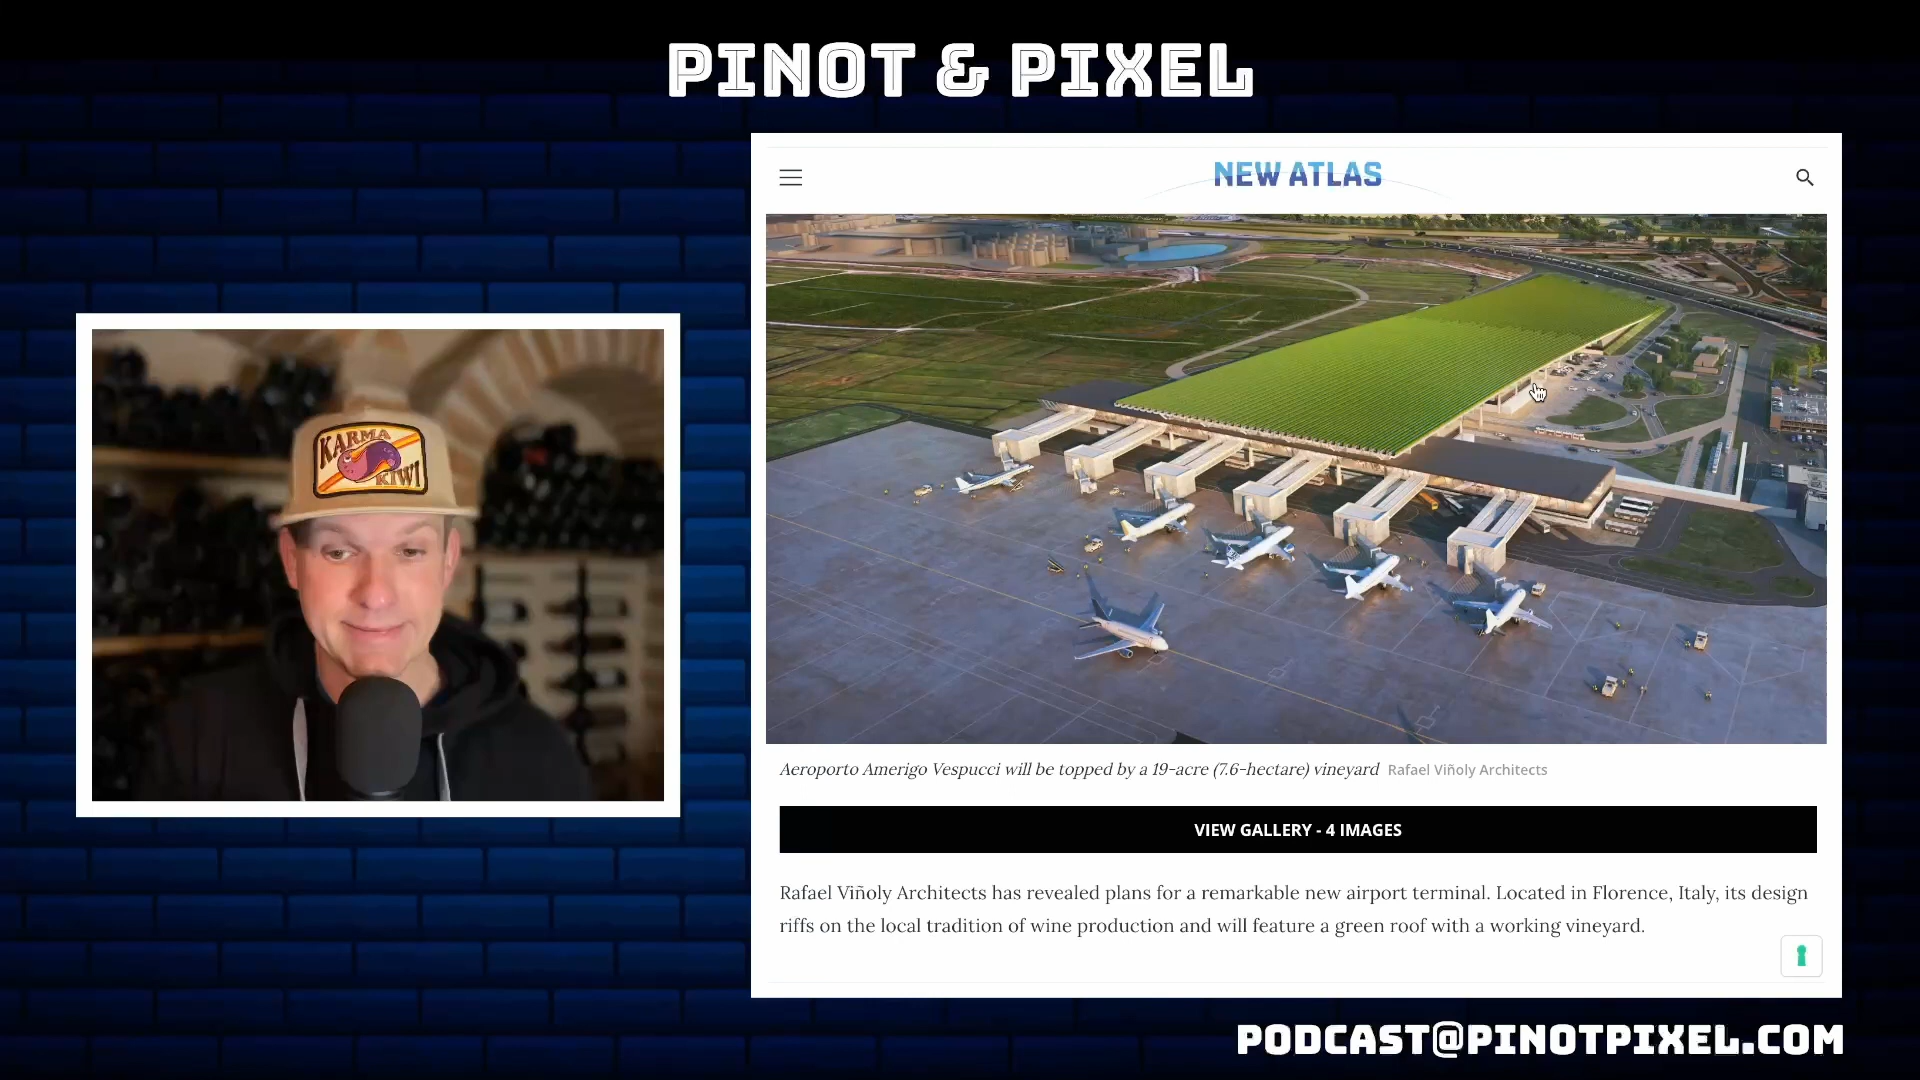 PINOT & PIXEL
NEW ATLAS
KARMA
KIWI
Aeroporto Amerigo Vespucci will be topped by a 19-acre (7.6-hectare) vineyard Rafael Viñoly Architects
VIEW GALLERY - 4 IMAGES
Rafael Viñoly Architects has revealed plans for a remarkable new airport terminal. Located in Florence, Italy, its design
riffs on the local tradition of wine production and will feature a green roof with a working vineyard.
PODCAST@PINOTPIXEL.COM